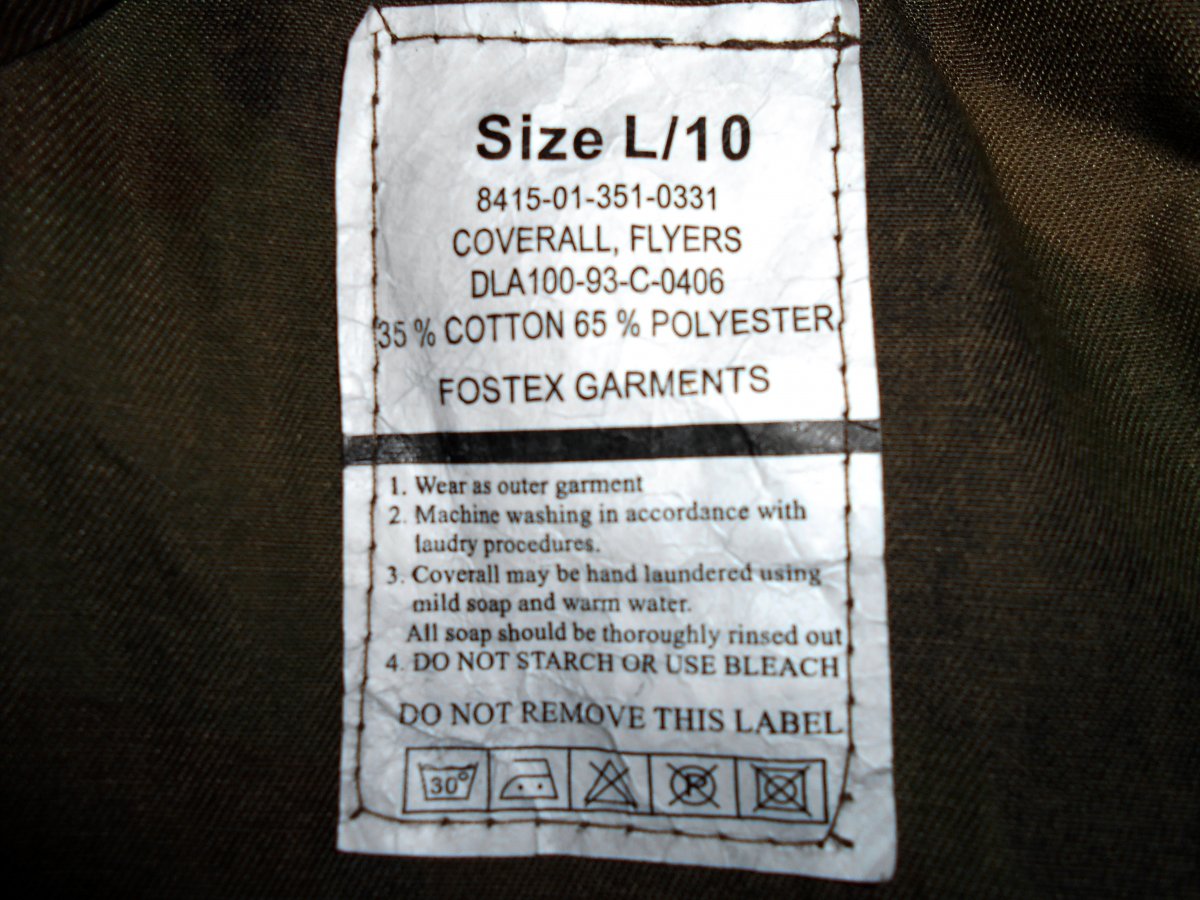 Size L/10
8415-01-351-0331
COVERALL, FLYERS
DLA100-93-C-0406
35 % COTTON 65 % POLYESTER
FOSTEX GARMENTS
1. Wear as outer garment
2. Machine washing in accordance with
laudry procedures.
3. Coverall may be hand laundered using
mild soap and warm water.
All soap should be thoroughly rinsed out
4. DO NOT STARCH OR USE BLEACH
DO NOT REMOVE THIS LABEL
30° P